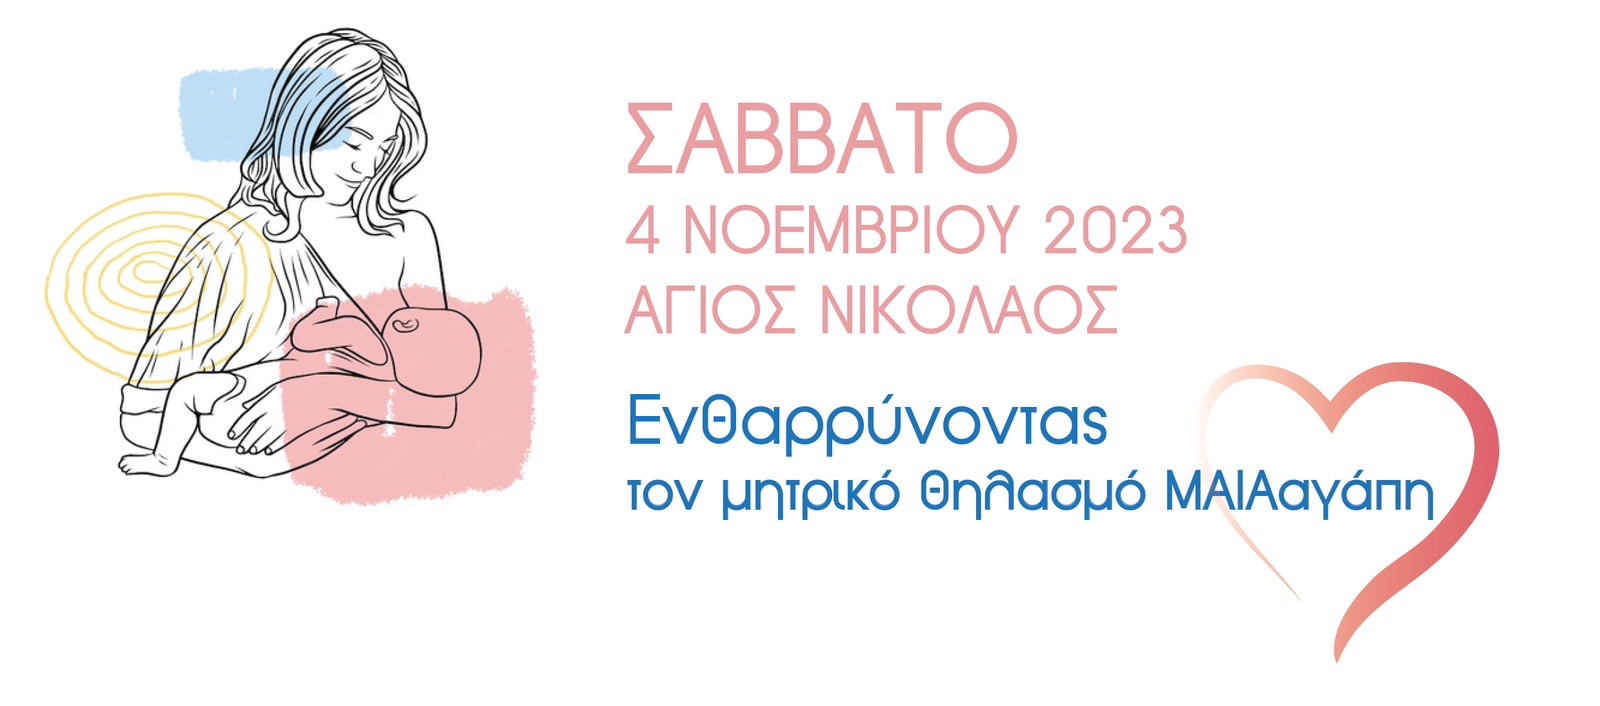 ΣΑΒΒΑΤΟ
4 ΝΟΕΜΒΡΙΟΥ 2023
ΑΓΙΟΣ ΝΙΚΟΛΑΟΣ
Ενθαρρύνοντας
τον μητρικό θηλασμό ΜΑΙΑαγάπη